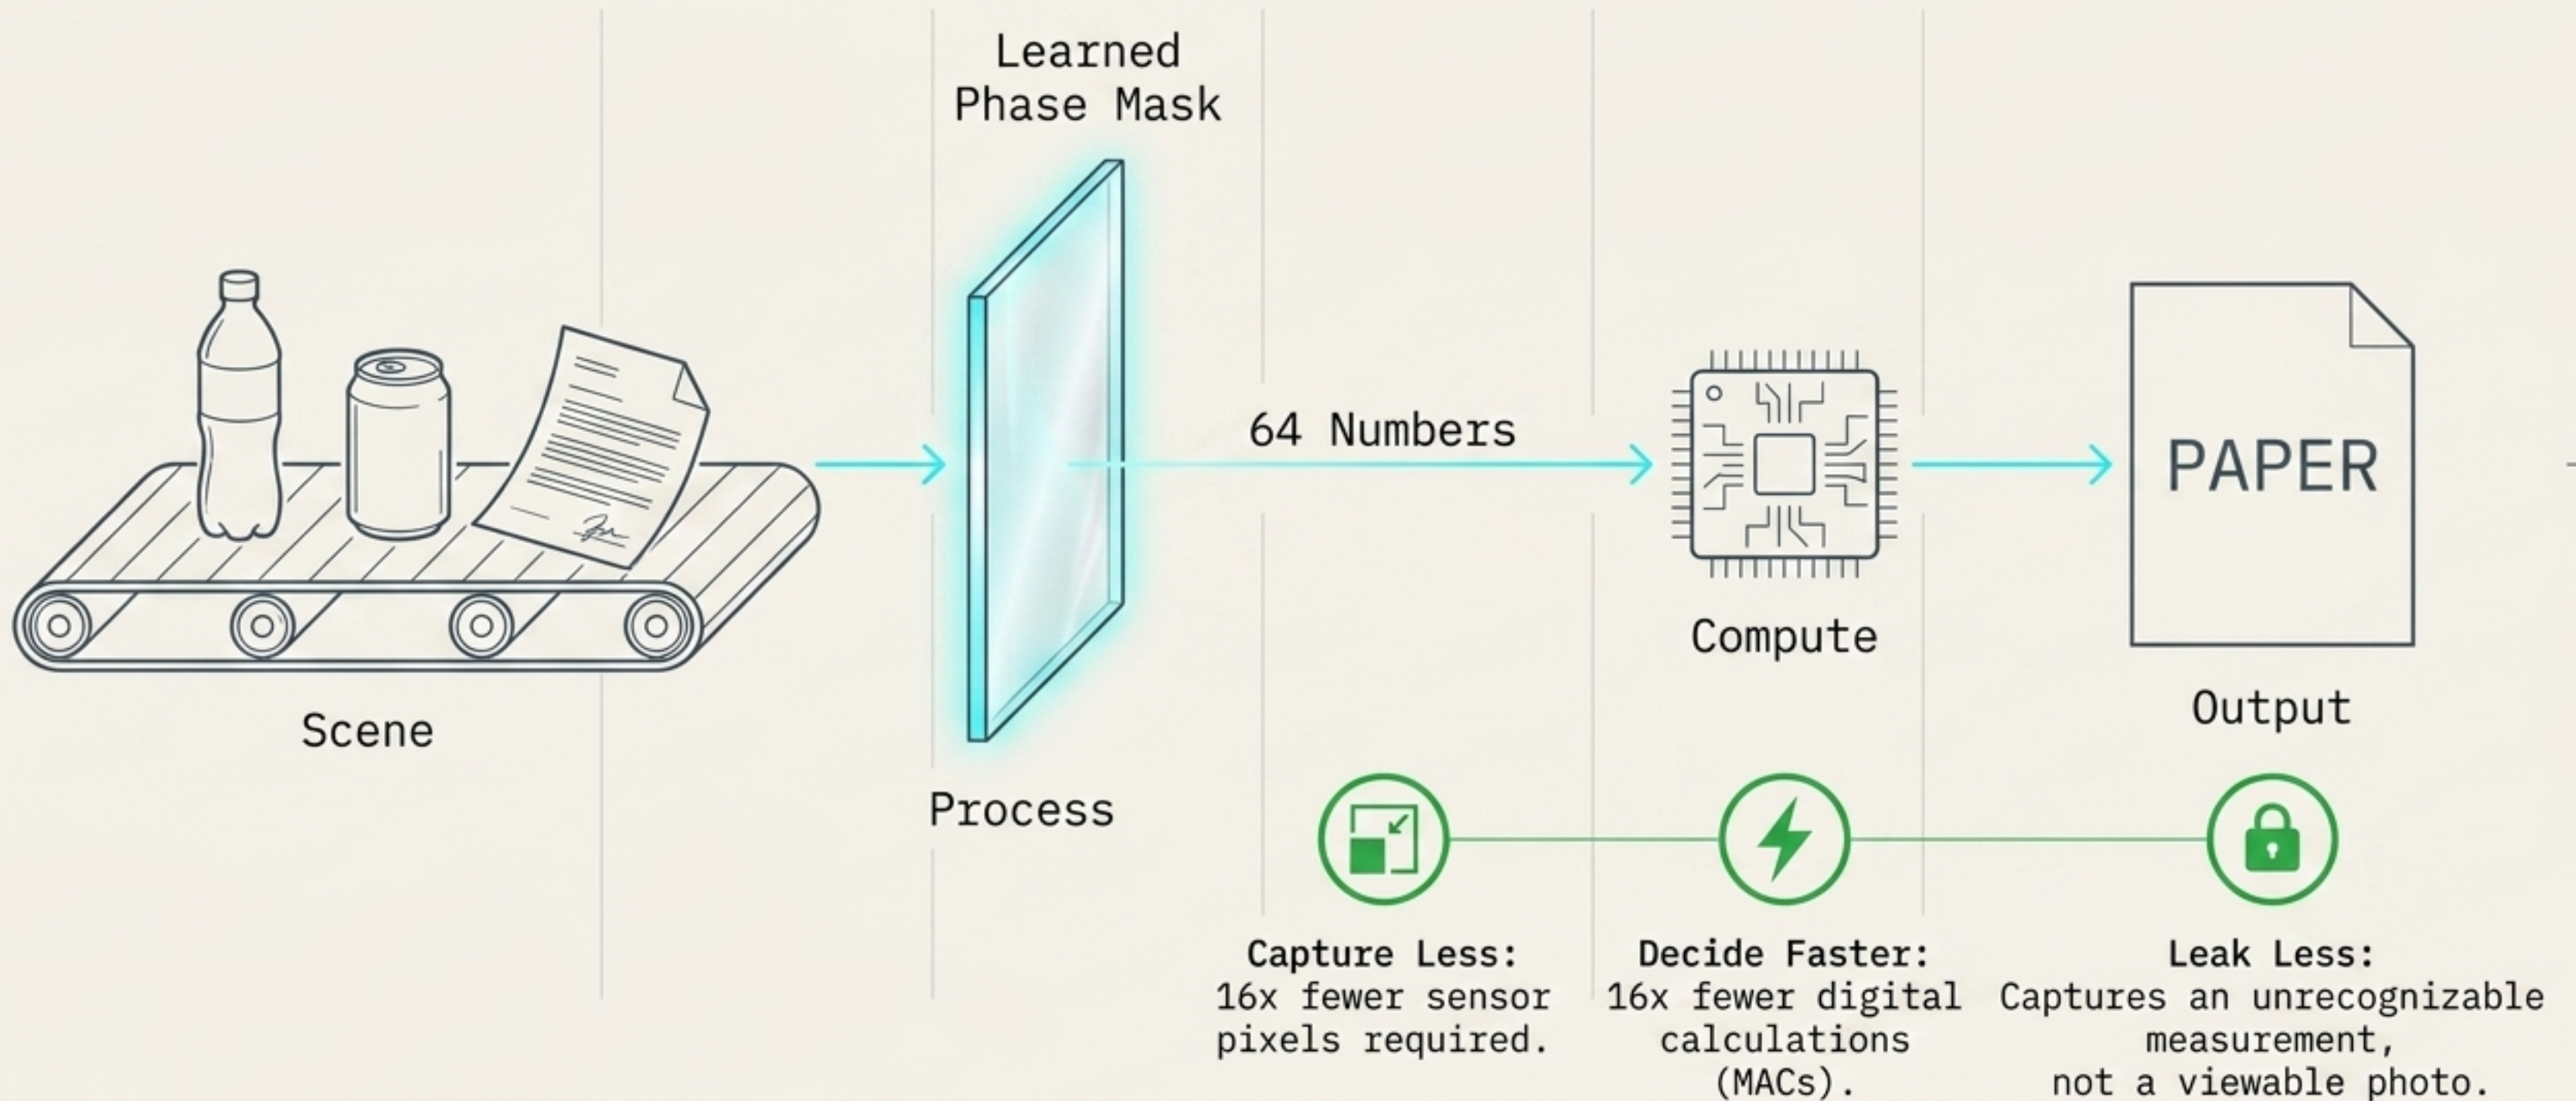 Learned
Phase Mask
64 Numbers
PAPER
Compute
Output
Scene
Process
Capture Less:
16x fewer sensor
pixels required.
Decide Faster:
16x fewer digital
calculations
(MACs).
Leak Less:
Captures an unrecognizable
measurement,
not a viewable photo.